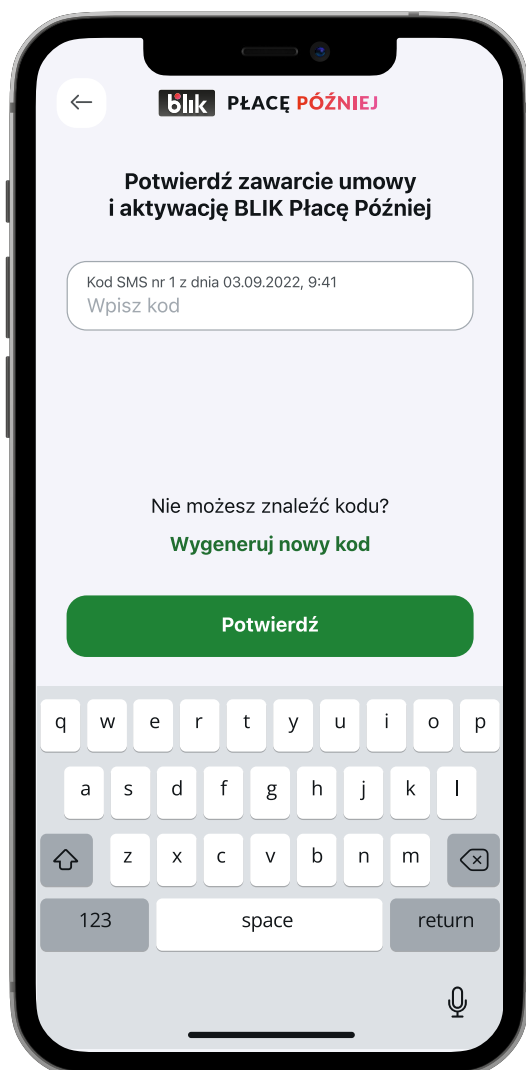 blik PŁACĘ PÓŹNIEJ
Potwierdź zawarcie umowy
i aktywację BLIK Płacę Później
Kod SMS nr 1 z dnia 03.09.2022, 9:41
Wpisz kod
Nie możesz znaleźć kodu?
Wygeneruj nowy kod
Potwierdź
q w e r t y u i o p
a s d f g h j k l
z x c v b n m
123 space return